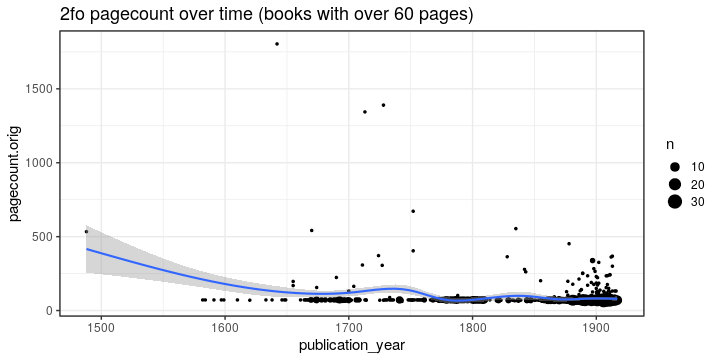 2fo pagecount over time (books with over 60 pages)
pagecount.orig
1500
1000
500
0
1500 1600 1700 1800 1900
publication_year
n
10
20
30